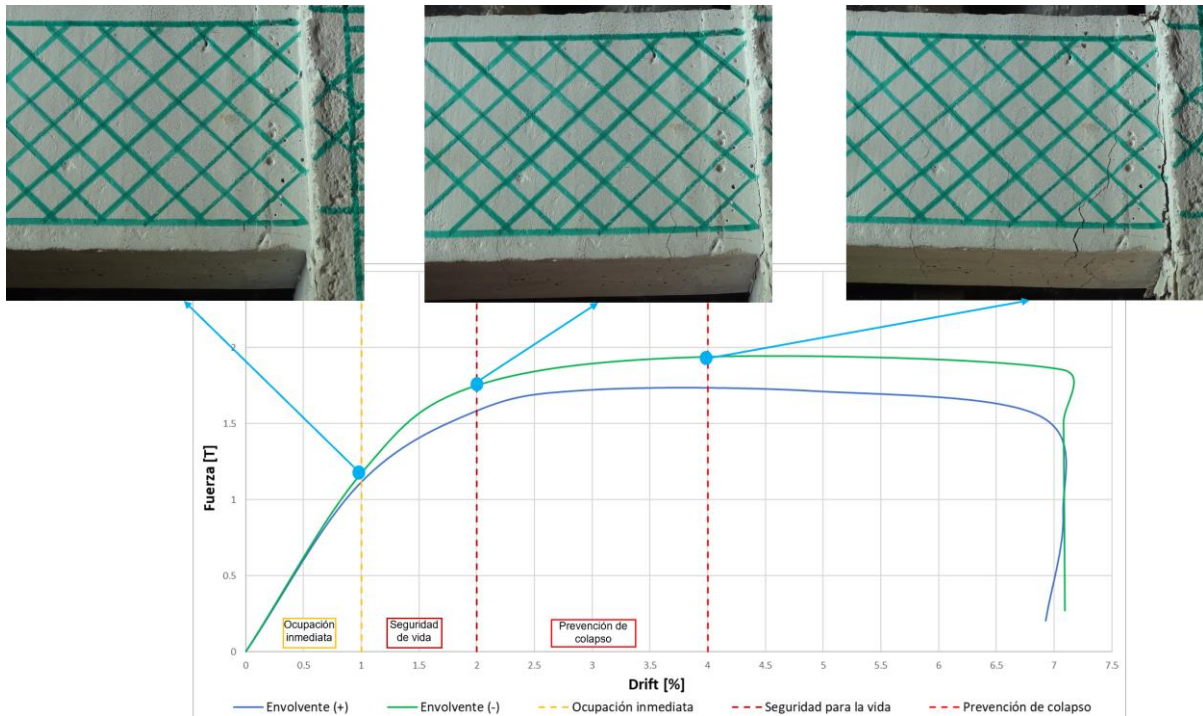 2
1.5
1
0.5
0
Fuerza [T]
Ocupación
inmediata
Seguridad
de vida
Prevención de
colapso
0 0.5 1 1.5 2 2.5 3 3.5 4 4.5 5 5.5 6 6.5 7 7.5
Drift [%]
Envolvente (+) Envolvente (-) Ocupación inmediata Seguridad para la vida Prevención de colapso